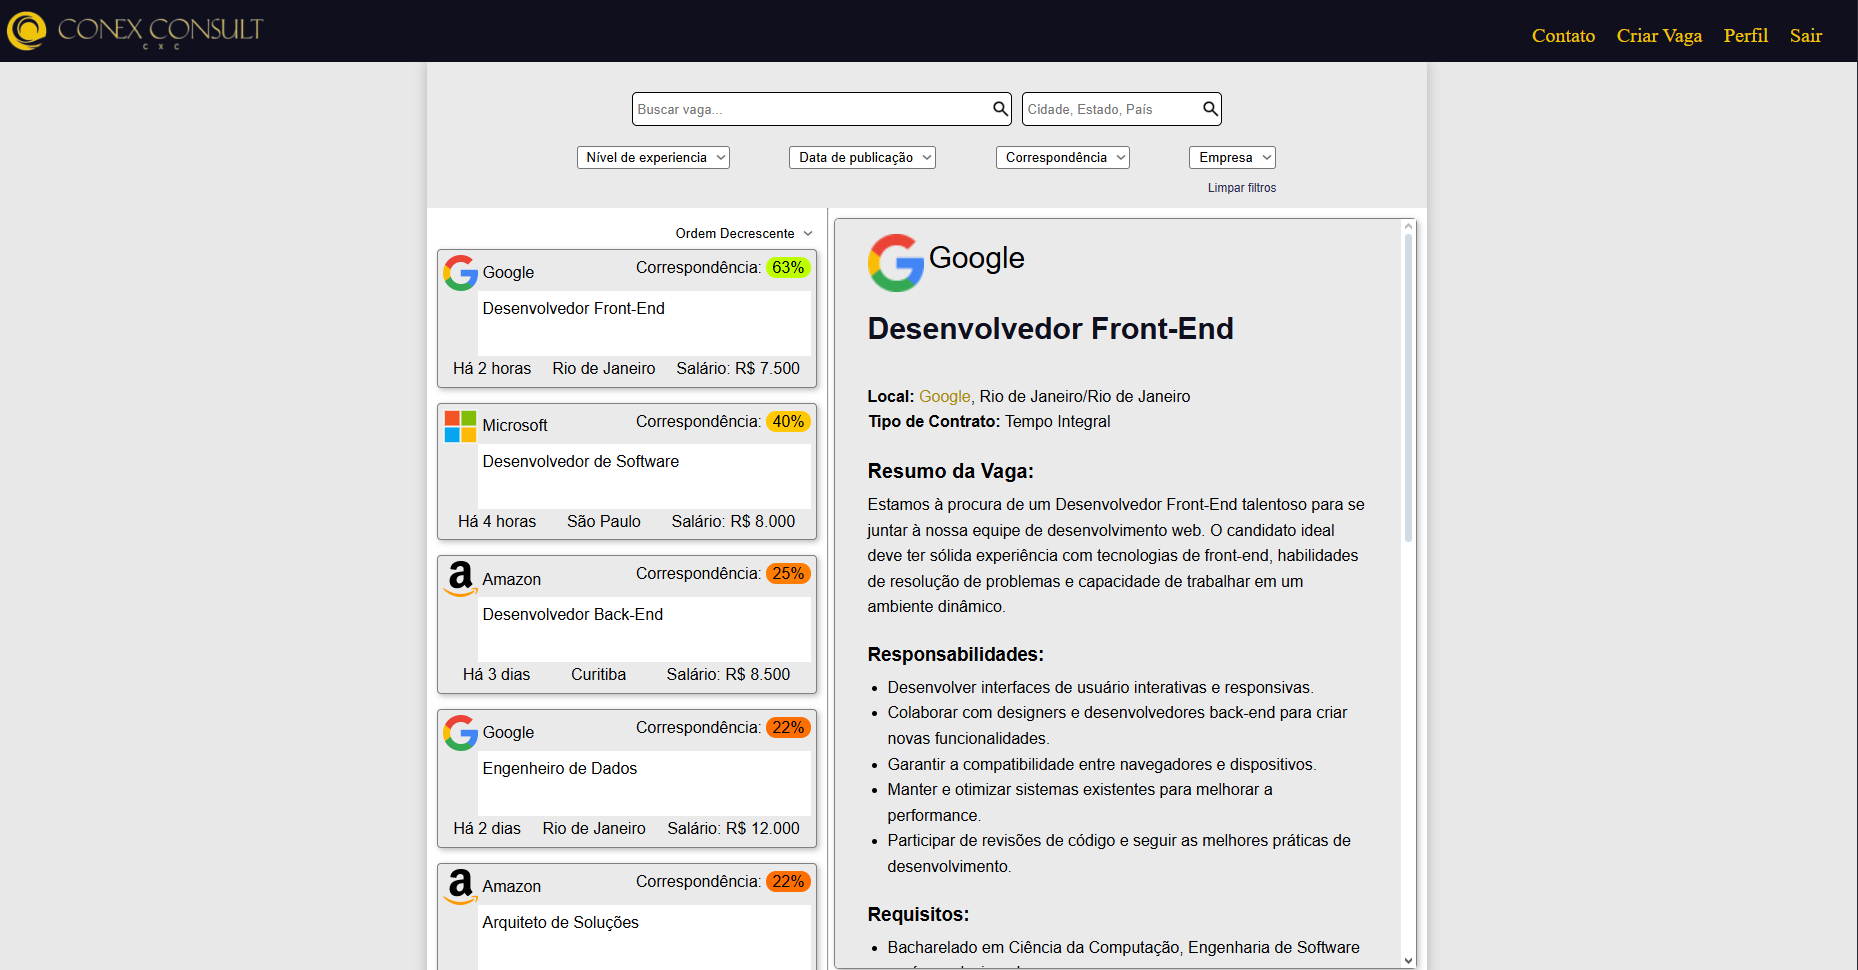 CONEX CONSULT
CXC
Contato Criar Vaga Perfil Sair
Buscar vaga... Cidade, Estado, País
Nível de experiencia Data de publicação Correspondência Empresa
Limpar filtros
Ordem Decrescente
Google Correspondência: 63%
Desenvolvedor Front-End
Há 2 horas Rio de Janeiro Salário: R$ 7.500
Microsoft Correspondência: 40%
Desenvolvedor de Software
Há 4 horas São Paulo Salário: R$ 8.000
Amazon Correspondência: 25%
Desenvolvedor Back-End
Há 3 dias Curitiba Salário: R$ 8.500
Google Correspondência: 22%
Engenheiro de Dados
Há 2 dias Rio de Janeiro Salário: R$ 12.000
Amazon Correspondência: 22%
Arquiteto de Soluções
Google
Desenvolvedor Front-End
Local: Google, Rio de Janeiro/Rio de Janeiro
Tipo de Contrato: Tempo Integral
Resumo da Vaga:
Estamos à procura de um Desenvolvedor Front-End talentoso para se
juntar à nossa equipe de desenvolvimento web. O candidato ideal
deve ter sólida experiência com tecnologias de front-end, habilidades
de resolução de problemas e capacidade de trabalhar em um
ambiente dinâmico.
Responsabilidades:
• Desenvolver interfaces de usuário interativas e responsivas.
• Colaborar com designers e desenvolvedores back-end para criar
novas funcionalidades.
• Garantir a compatibilidade entre navegadores e dispositivos.
• Manter e otimizar sistemas existentes para melhorar a
performance.
• Participar de revisões de código e seguir as melhores práticas de
desenvolvimento.
Requisitos:
• Bacharelado em Ciência da Computação, Engenharia de Software